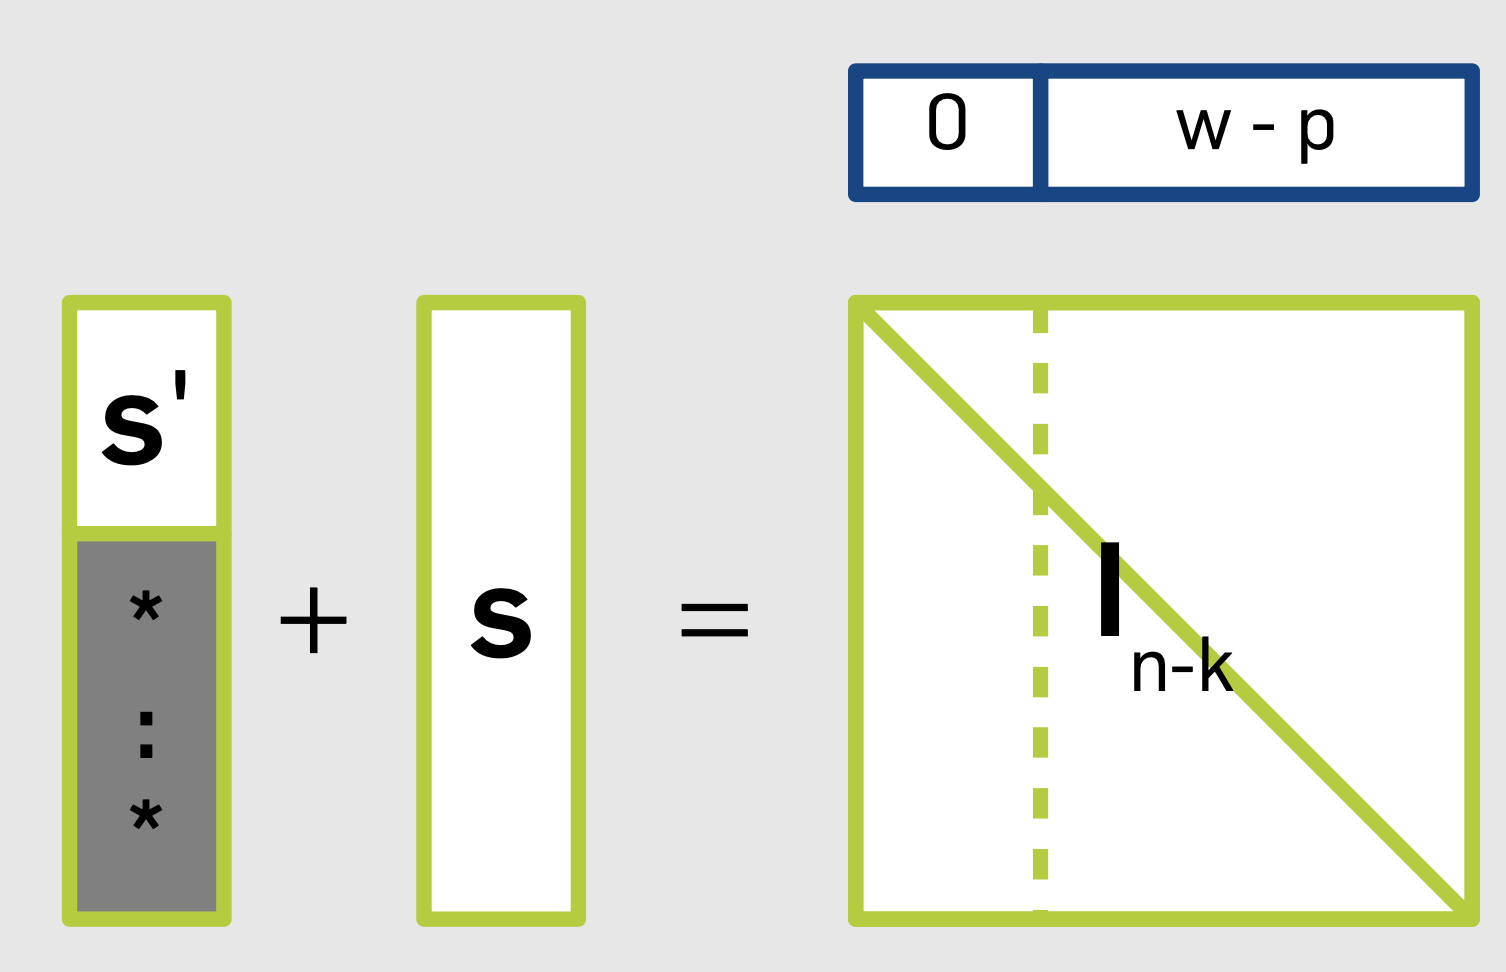 0 w - p
s'
*
:
*
+ s =
I
n-k